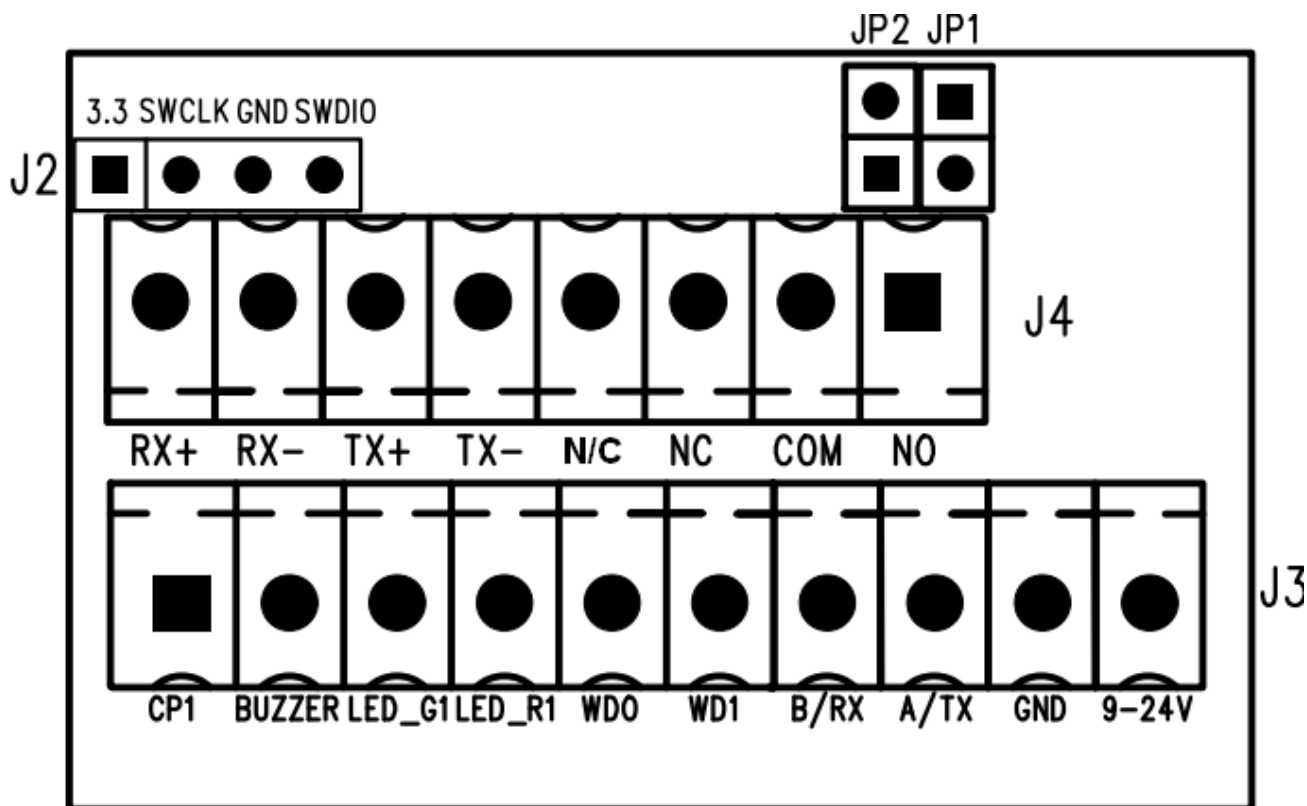 JP2 JP1
3.3 SWCLK GND SWDIO
J2
J4
RX+ RX- TX+ TX- N/C NC COM NO
J3
CP1 BUZZER LED_G1 LED_R1 WD0 WD1 B/RX A/TX GND 9-24V